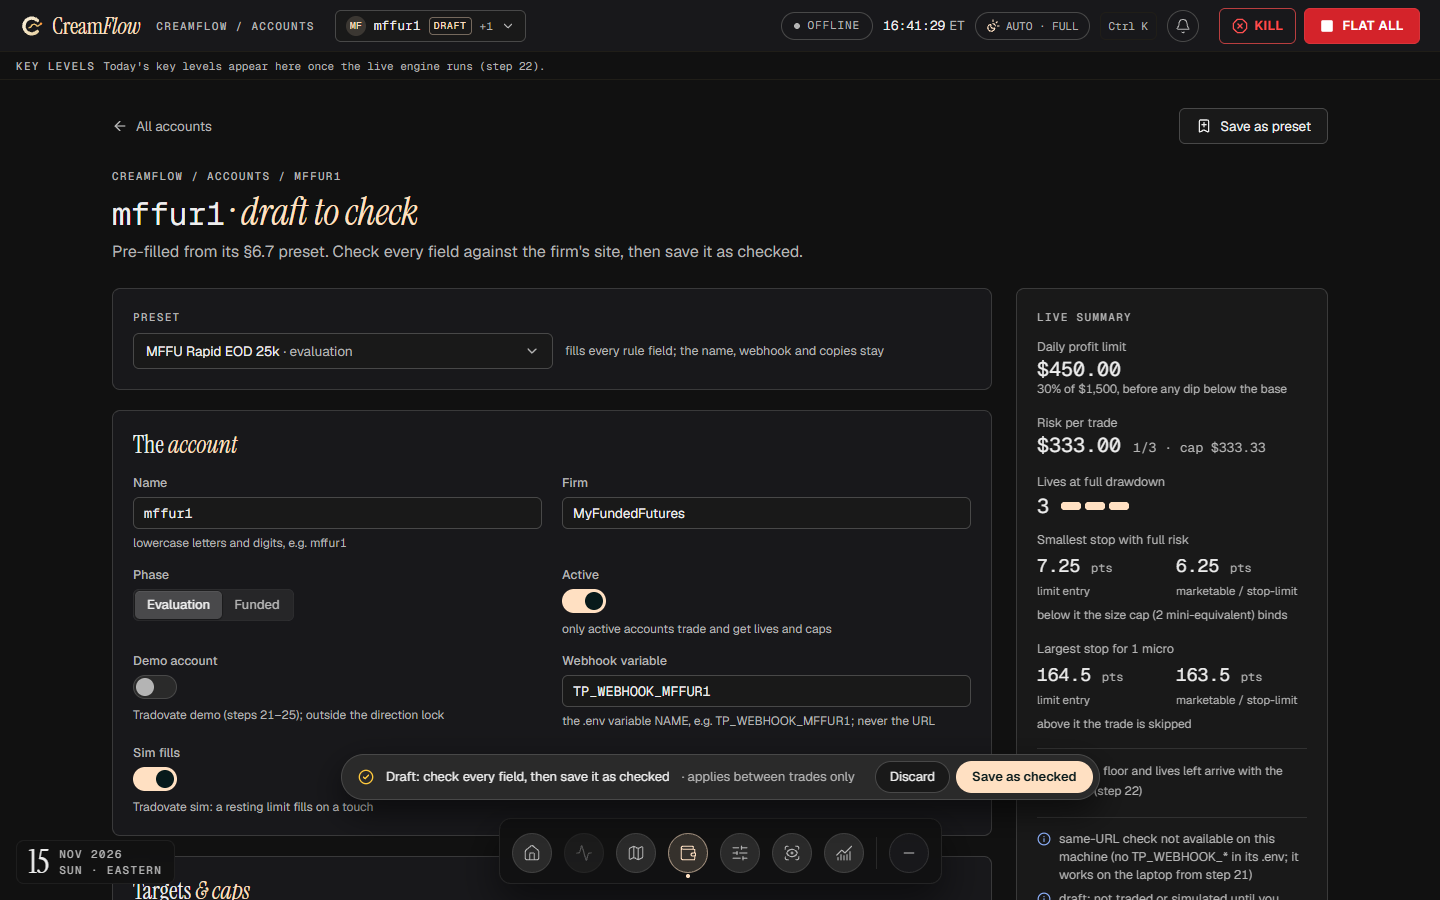 CreamFlow CREAMFLOW / ACCOUNTS MF mffur1 DRAFT +1 OFFLINE 16:41:29 ET AUTO · FULL Ctrl K KILL FLAT ALL
KEY LEVELS Today's key levels appear here once the live engine runs (step 22).
All accounts
Save as preset
CREAMFLOW / ACCOUNTS / MFFUR1
mffur1 · draft to check
Pre-filled from its §6.7 preset. Check every field against the firm's site, then save it as checked.
PRESET
MFFU Rapid EOD 25k · evaluation
fills every rule field; the name, webhook and copies stay
The account
Name
mffur1
lowercase letters and digits, e.g. mffur1
Firm
MyFundedFutures
Phase
Evaluation Funded
Active
only active accounts trade and get lives and caps
Demo account
Tradovate demo (steps 21–25); outside the direction lock
Webhook variable
TP_WEBHOOK_MFFUR1
the .env variable NAME, e.g. TP_WEBHOOK_MFFUR1; never the URL
Sim fills
Tradovate sim: a resting limit fills on a touch
Targets & caps
LIVE SUMMARY
Daily profit limit
$450.00
30% of $1,500, before any dip below the base
Risk per trade
$333.00 1/3 · cap $333.33
Lives at full drawdown
3
Smallest stop with full risk
7.25 pts 6.25 pts
limit entry marketable / stop-limit
below it the size cap (2 mini-equivalent) binds
Largest stop for 1 micro
164.5 pts 163.5 pts
limit entry marketable / stop-limit
above it the trade is skipped
floor and lives left arrive with the
(step 22)
same-URL check not available on this
machine (no TP_WEBHOOK_* in its .env; it
works on the laptop from step 21)
draft: not traded or simulated until you
Draft: check every field, then save it as checked · applies between trades only Discard Save as checked
15 NOV 2026
SUN · EASTERN